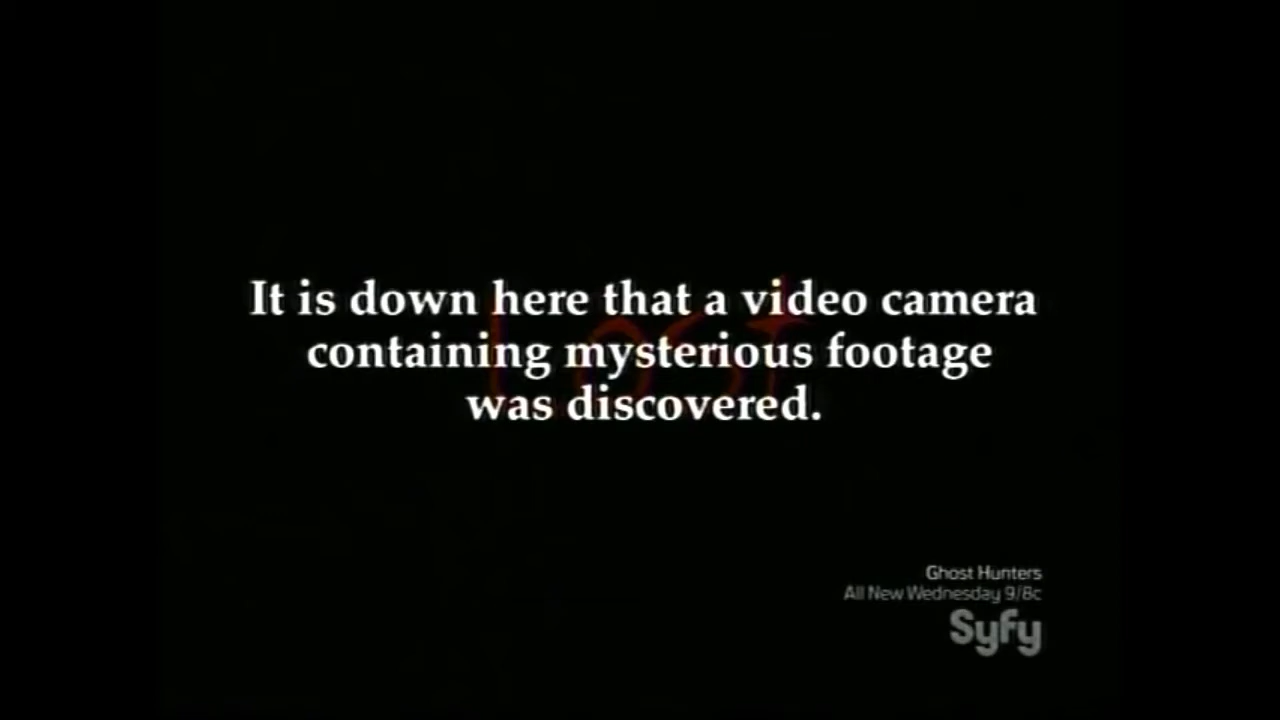 It is down here that a video camera
containing mysterious footage
was discovered.
Lost
Ghost Hunters
All New Wednesday 9/8c
Syfy